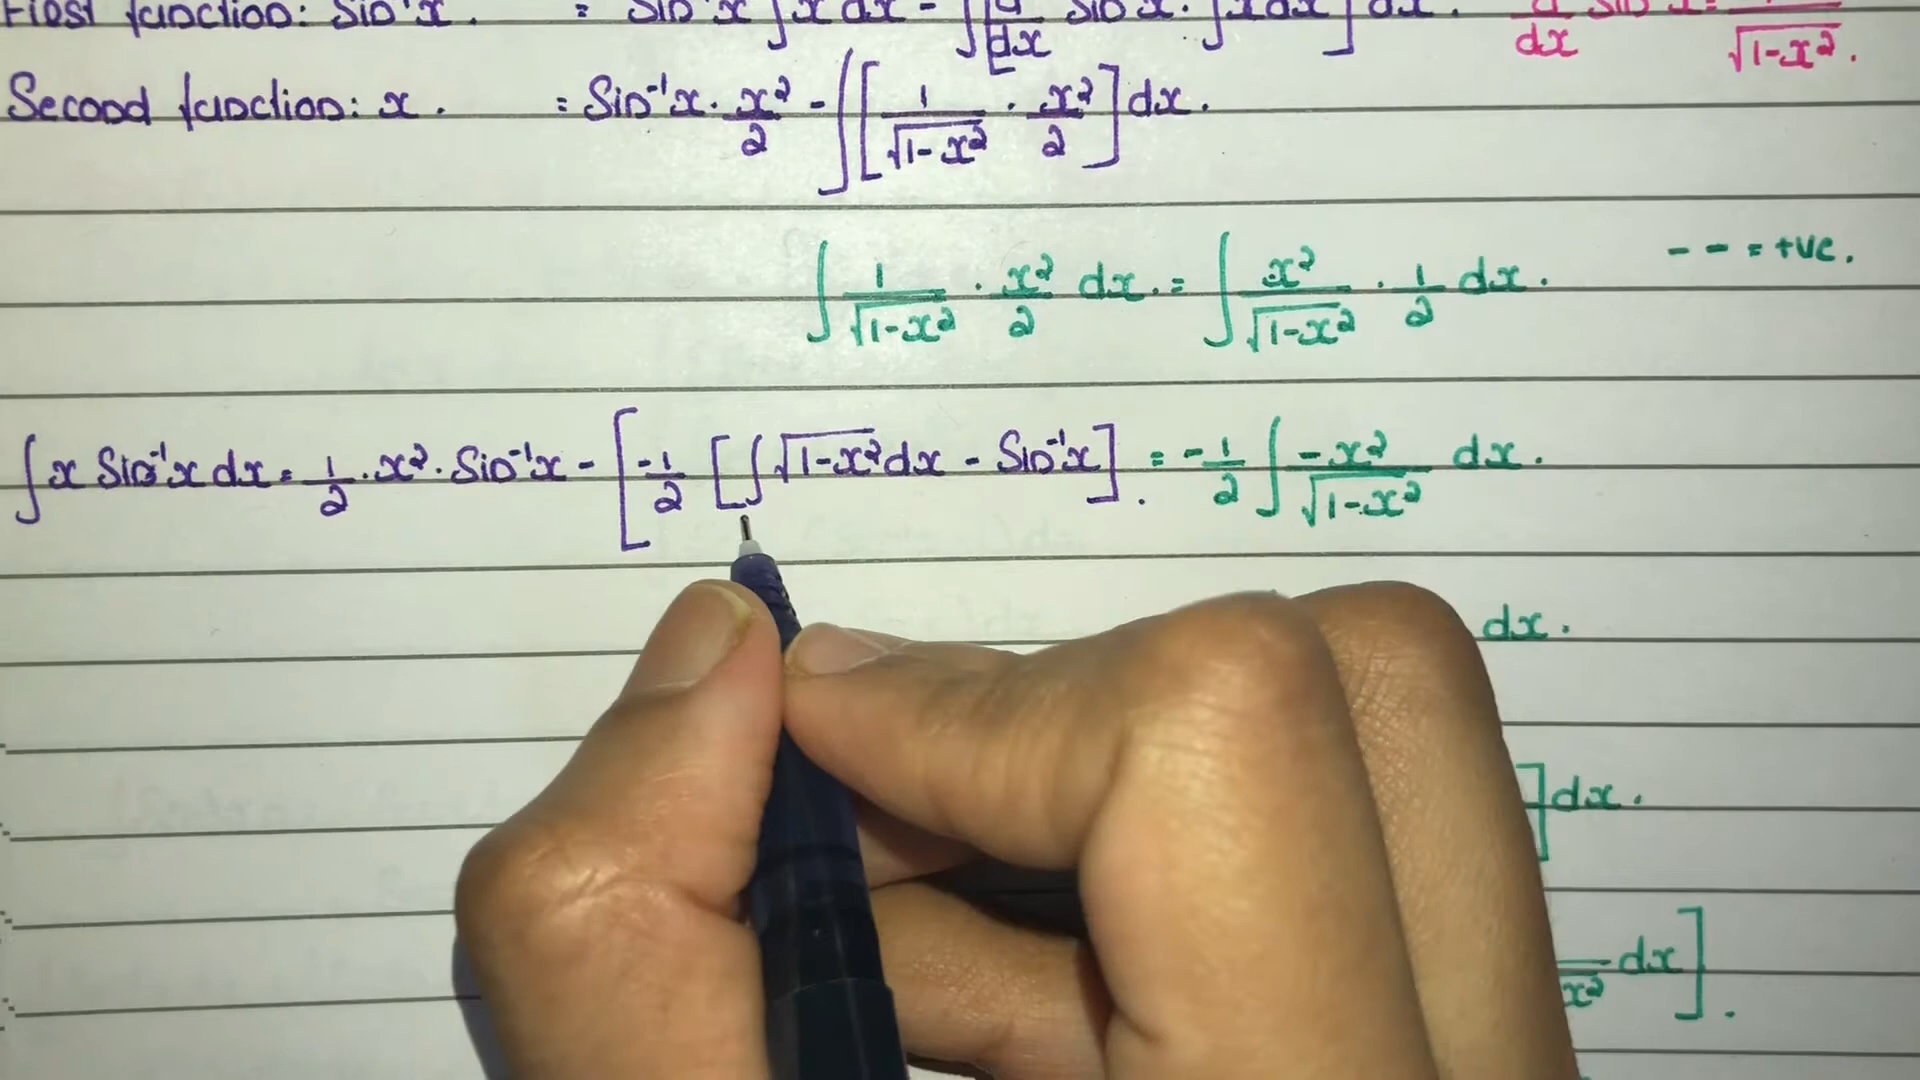 First function: Sin⁻¹x. = Sin⁻¹x ∫x dx - ∫[d/dx Sin⁻¹x. ∫x dx] dx. d/dx Sin⁻¹x = 1/√1-x².
Second function: x. = Sin⁻¹x · x²/2 - ∫[1/√1-x² · x²/2] dx.
∫ 1/√1-x² · x²/2 dx. = ∫ x²/√1-x² · 1/2 dx. - - = +ve.
∫ x Sin⁻¹x dx = 1/2 · x² · Sin⁻¹x - [-1/2 [∫ √1-x² dx - Sin⁻¹x]. = -1/2 ∫ -x²/√1-x² dx.
dx.
] dx.
x² dx].